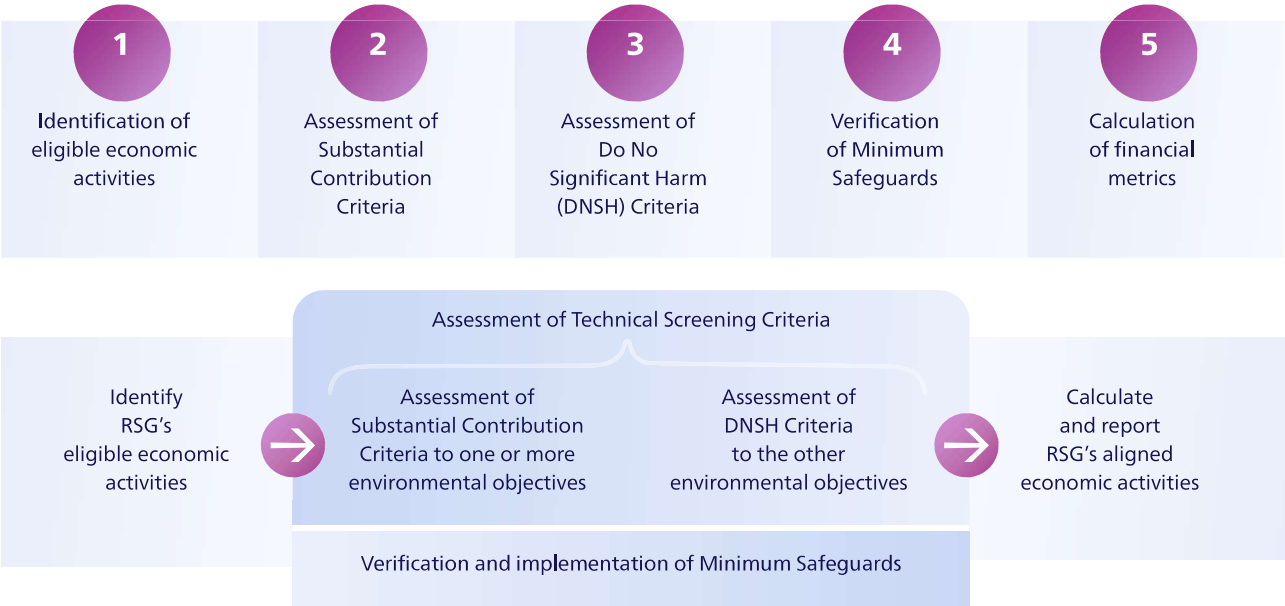 1
Identification of
eligible economic
activities
2
Assessment of
Substantial
Contribution
Criteria
3
Assessment of
Do No
Significant Harm
(DNSH) Criteria
4
Verification
of Minimum
Safeguards
5
Calculation
of financial
metrics
Assessment of Technical Screening Criteria
Identify
RSG’s
eligible economic
activities
Assessment of
Substantial Contribution
Criteria to one or more
environmental objectives
Assessment of
DNSH Criteria
to the other
environmental objectives
Calculate
and report
RSG’s aligned
economic activities
Verification and implementation of Minimum Safeguards